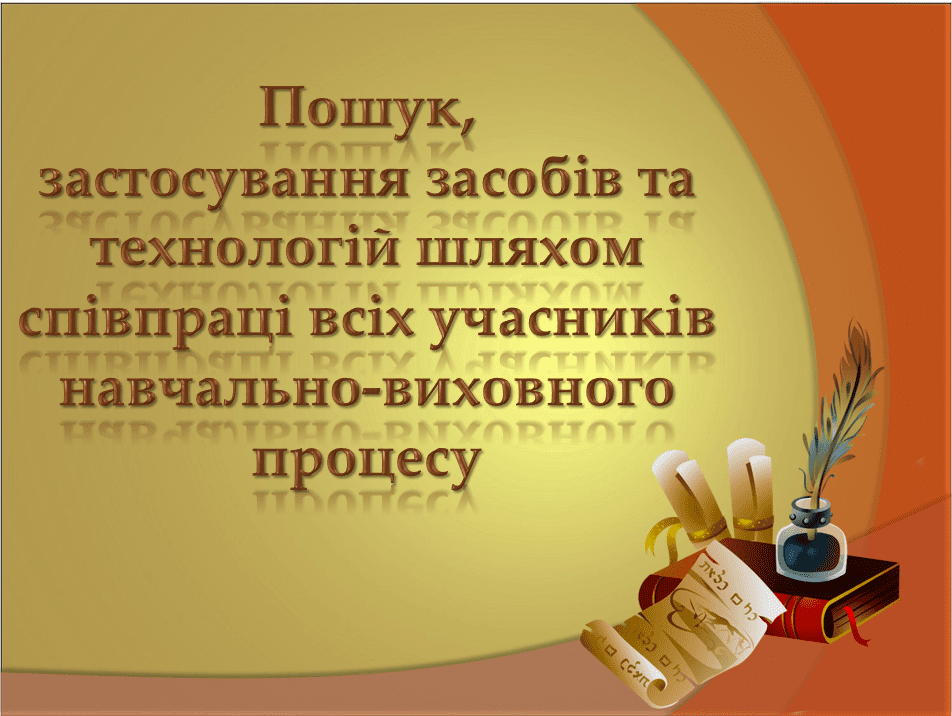 Пошук,
застосування засобів та
технологій шляхом
співпраці всіх учасників
навчально-виховного
процесу